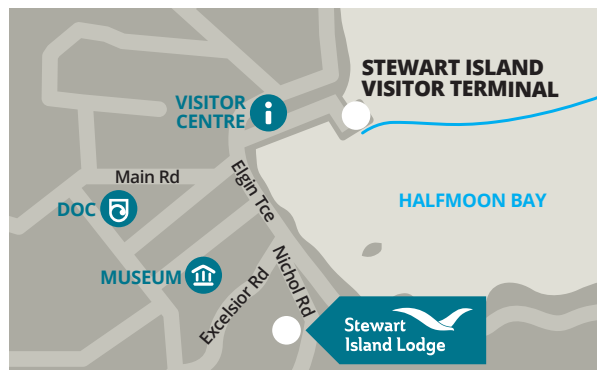 STEWART ISLAND
VISITOR TERMINAL
VISITOR
CENTRE
Main Rd
Elgin Tce
DOC
HALFMOON BAY
MUSEUM
Excelsior Rd
Nichol Rd
Stewart
Island Lodge